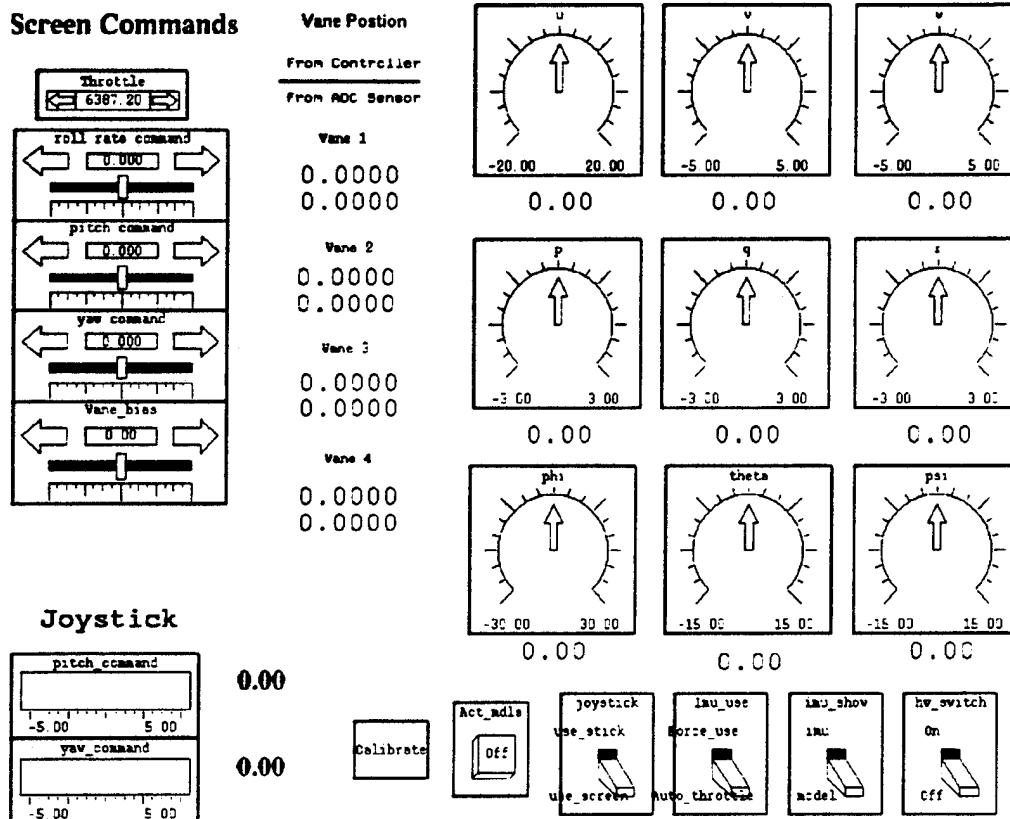 Screen Commands
Throttle
6387.20
roll rate command
0.000
pitch command
0.000
yaw command
0.000
Vane_bias
0.00
Vane Postion
From Contrcller
from ADC Sensor
Vane 1
0.0000
0.0000
Vane 2
0.0000
0.0000
Vane 3
0.0000
0.0000
Vane 4
0.0000
0.0000
u
-20.00 20.00
0.00
v
-5.00 5.00
0.00
w
-5.00 5.00
0.00
p
-3.00 3.00
0.00
q
-3.00 3.00
0.00
-3.00 3.00
0.00
phi
-30.00 30.00
0.00
theta
-15.00 15.00
0.00
psi
-15.00 15.00
0.00
Joystick
pitch_command
-5.00 5.00
0.00
yaw_command
-5.00 5.00
0.00
Calibrate
Act_mdls
Off
joystick
use_stick
use_screen
imu_use
Force_use
Auto_throttle
imu_show
imu
model
hw_switch
On
Off